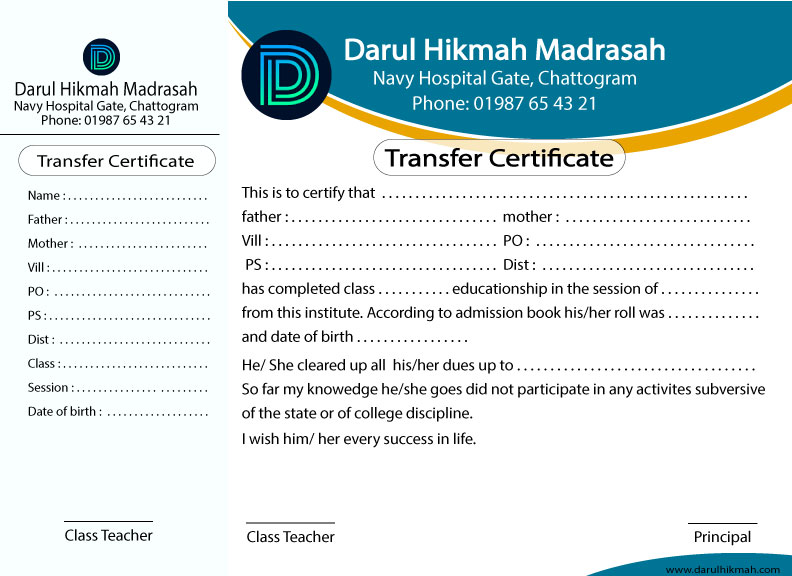 Darul Hikmah Madrasah
Navy Hospital Gate, Chattogram
Phone: 01987 65 43 21
Transfer Certificate
Name : . . . . . . . . . . . . . . . . . . . . . . . . . . .
Father : . . . . . . . . . . . . . . . . . . . . . . . . . . .
Mother : . . . . . . . . . . . . . . . . . . . . . . . . .
Vill : . . . . . . . . . . . . . . . . . . . . . . . . . . . . .
PO : . . . . . . . . . . . . . . . . . . . . . . . . . . . . .
PS : . . . . . . . . . . . . . . . . . . . . . . . . . . . . . .
Dist : . . . . . . . . . . . . . . . . . . . . . . . . . . . .
Class : . . . . . . . . . . . . . . . . . . . . . . . . . . . .
Session : . . . . . . . . . . . . . . . . . . . . . . . .
Date of birth : . . . . . . . . . . . . . . . . . . .
Class Teacher
Darul Hikmah Madrasah
Navy Hospital Gate, Chattogram
Phone: 01987 65 43 21
Transfer Certificate
This is to certify that . . . . . . . . . . . . . . . . . . . . . . . . . . . . . . . . . . . . . . . . . . . . . . . . . . . . . . .
father : . . . . . . . . . . . . . . . . . . . . . . . . . . . . . . . mother : . . . . . . . . . . . . . . . . . . . . . . . . . . . .
Vill : . . . . . . . . . . . . . . . . . . . . . . . . . . . . . . . . . . PO : . . . . . . . . . . . . . . . . . . . . . . . . . . . . . . . . .
PS : . . . . . . . . . . . . . . . . . . . . . . . . . . . . . . . . . . Dist : . . . . . . . . . . . . . . . . . . . . . . . . . . . . . . . .
has completed class . . . . . . . . . . . educationship in the session of . . . . . . . . . . . . . . .
from this institute. According to admission book his/her roll was . . . . . . . . . . . . . .
and date of birth . . . . . . . . . . . . . . . . .
He/ She cleared up all his/her dues up to . . . . . . . . . . . . . . . . . . . . . . . . . . . . . . . . . . . .
So far my knowedge he/she goes did not participate in any activites subversive
of the state or of college discipline.
I wish him/ her every success in life.
Class Teacher
Principal
www.darulhikmah.com